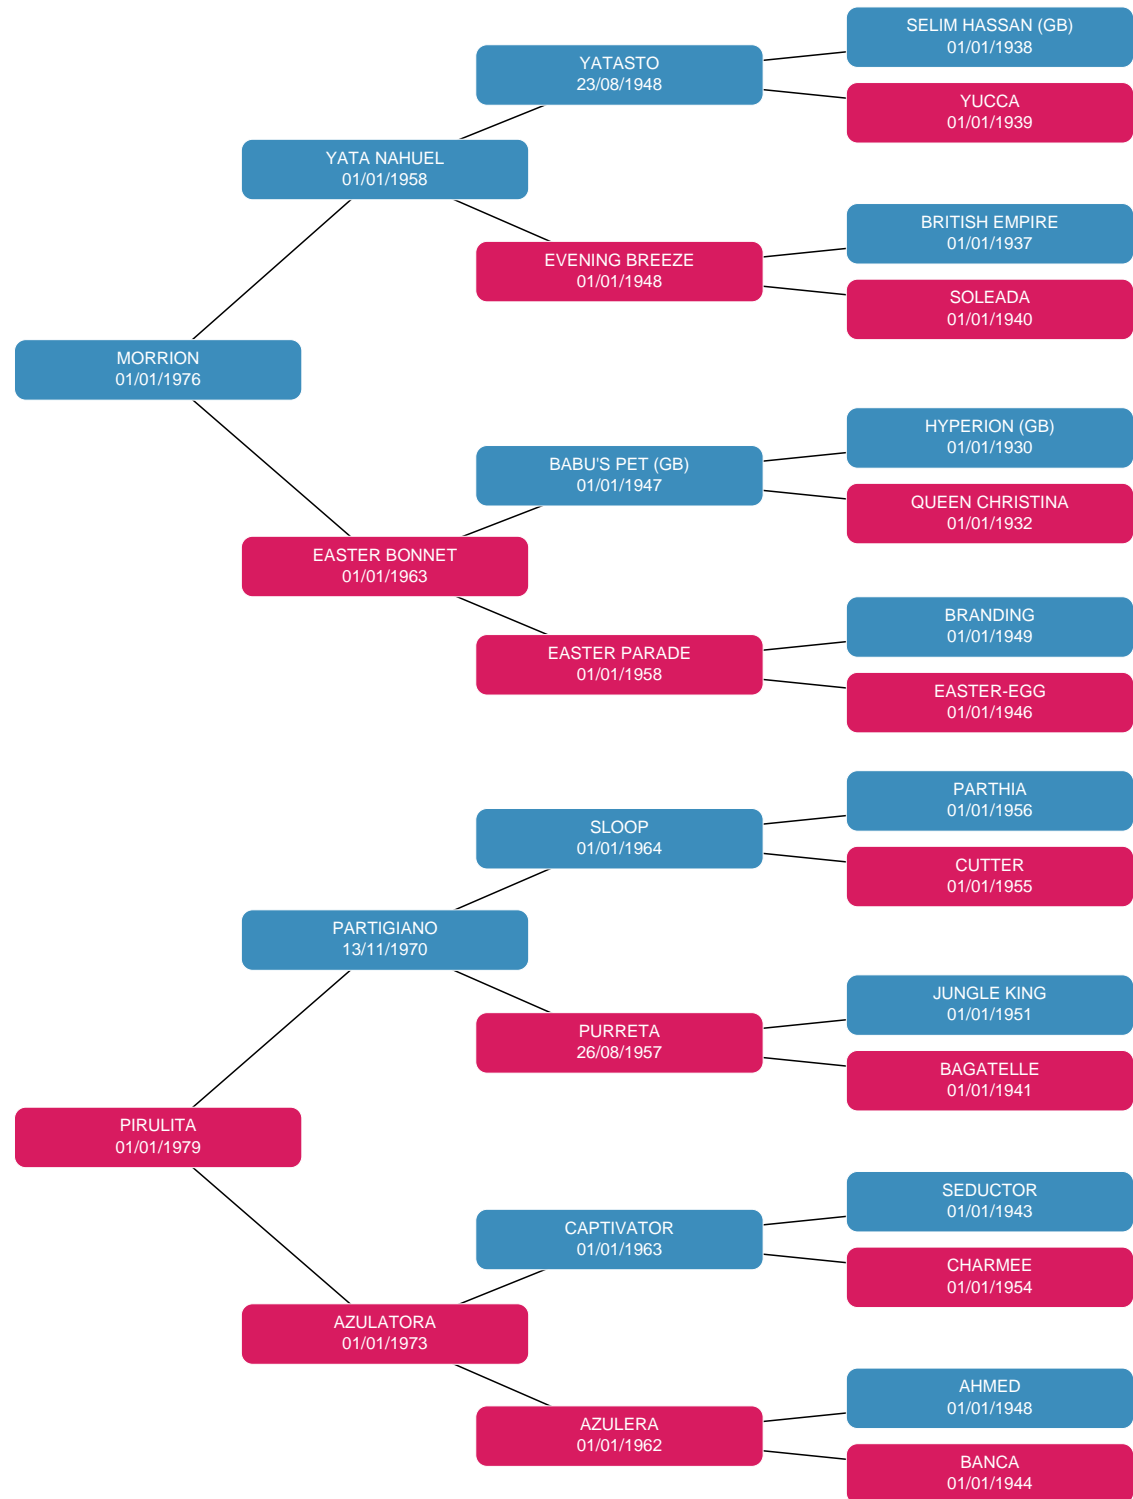 SELIM HASSAN (GB)
01/01/1938
YATASTO
23/08/1948
YUCCA
01/01/1939
YATA NAHUEL
01/01/1958
BRITISH EMPIRE
01/01/1937
EVENING BREEZE
01/01/1948
SOLEADA
01/01/1940
MORRION
01/01/1976
HYPERION (GB)
01/01/1930
BABU'S PET (GB)
01/01/1947
QUEEN CHRISTINA
01/01/1932
EASTER BONNET
01/01/1963
BRANDING
01/01/1949
EASTER PARADE
01/01/1958
EASTER-EGG
01/01/1946
PARTHIA
01/01/1956
SLOOP
01/01/1964
CUTTER
01/01/1955
PARTIGIANO
13/11/1970
JUNGLE KING
01/01/1951
PURRETA
26/08/1957
BAGATELLE
01/01/1941
PIRULITA
01/01/1979
SEDUCTOR
01/01/1943
CAPTIVATOR
01/01/1963
CHARMEE
01/01/1954
AZULATORA
01/01/1973
AHMED
01/01/1948
AZULERA
01/01/1962
BANCA
01/01/1944